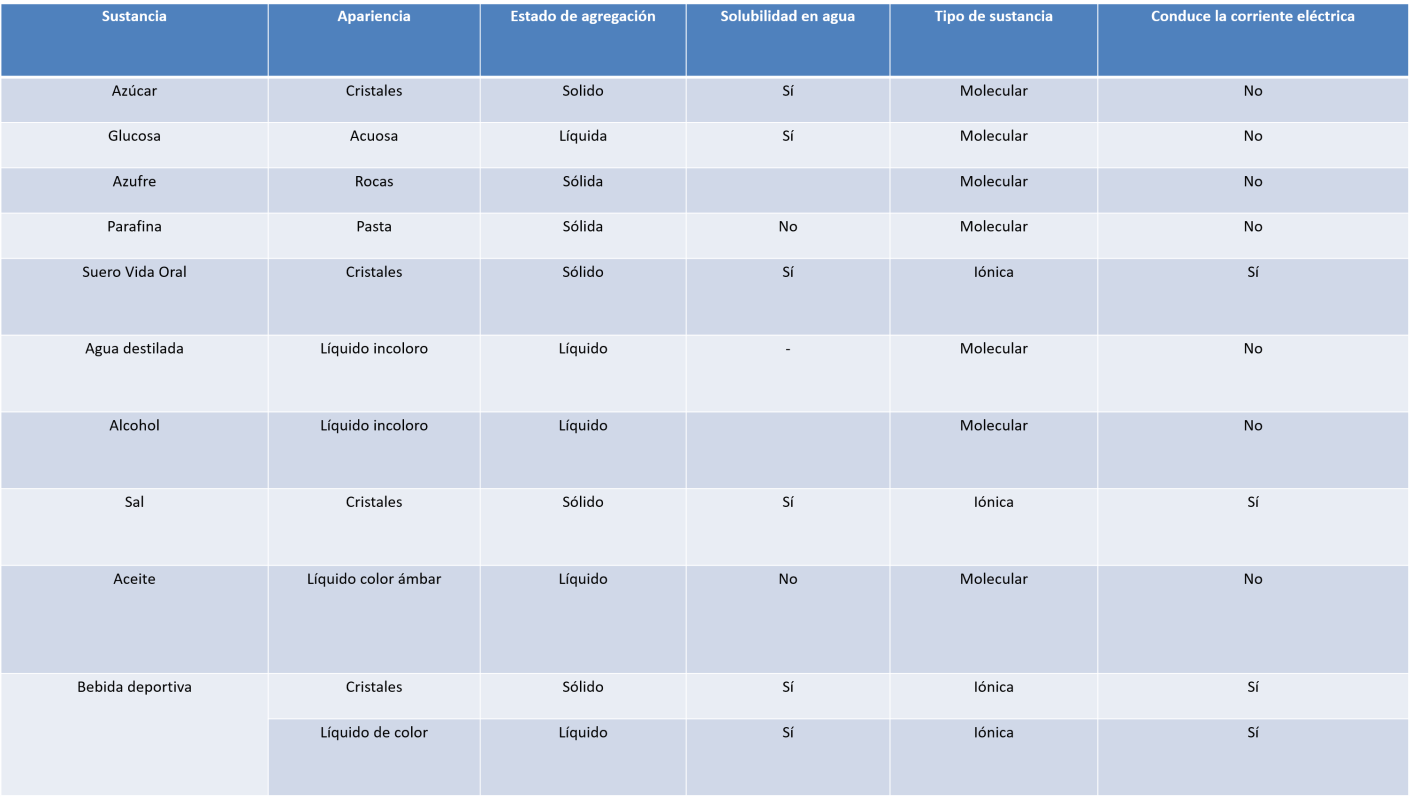 Sustancia Apariencia Estado de agregación Solubilidad en agua Tipo de sustancia Conduce la corriente eléctrica
Azúcar Cristales Solido Sí Molecular No
Glucosa Acuosa Líquida Sí Molecular No
Azufre Rocas Sólida Molecular No
Parafina Pasta Sólida No Molecular No
Suero Vida Oral Cristales Sólido Sí Iónica Sí
Agua destilada Líquido incoloro Líquido - Molecular No
Alcohol Líquido incoloro Líquido Molecular No
Sal Cristales Sólido Sí Iónica Sí
Aceite Líquido color ámbar Líquido No Molecular No
Bebida deportiva Cristales Sólido Sí Iónica Sí
Líquido de color Líquido Sí Iónica Sí